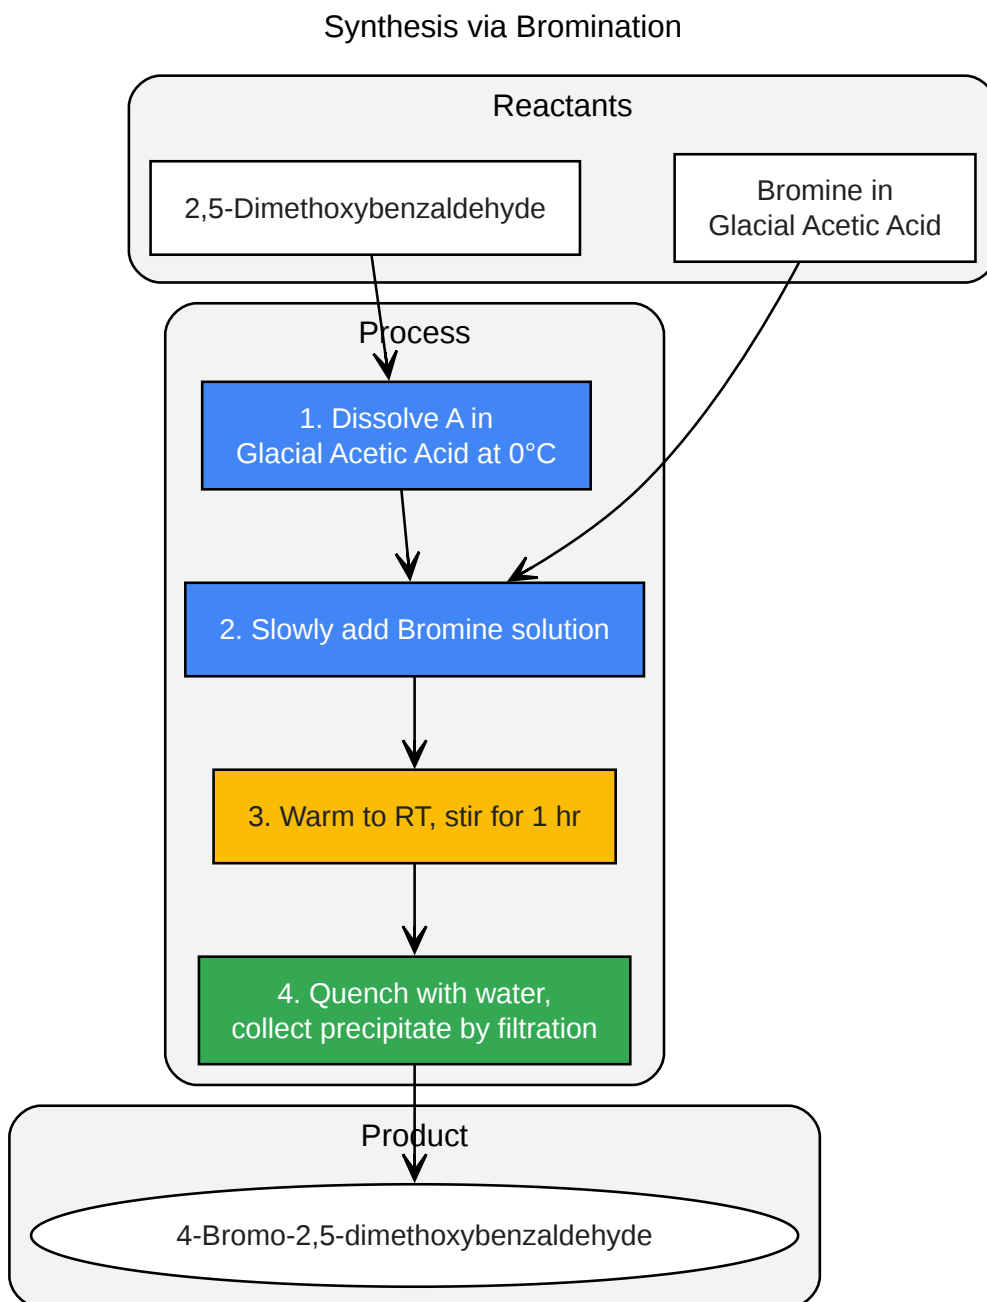 Synthesis via Bromination
Reactants
2,5-Dimethoxybenzaldehyde
Bromine in
Glacial Acetic Acid
Process
1. Dissolve A in
Glacial Acetic Acid at 0°C
2. Slowly add Bromine solution
3. Warm to RT, stir for 1 hr
4. Quench with water,
collect precipitate by filtration
Product
4-Bromo-2,5-dimethoxybenzaldehyde